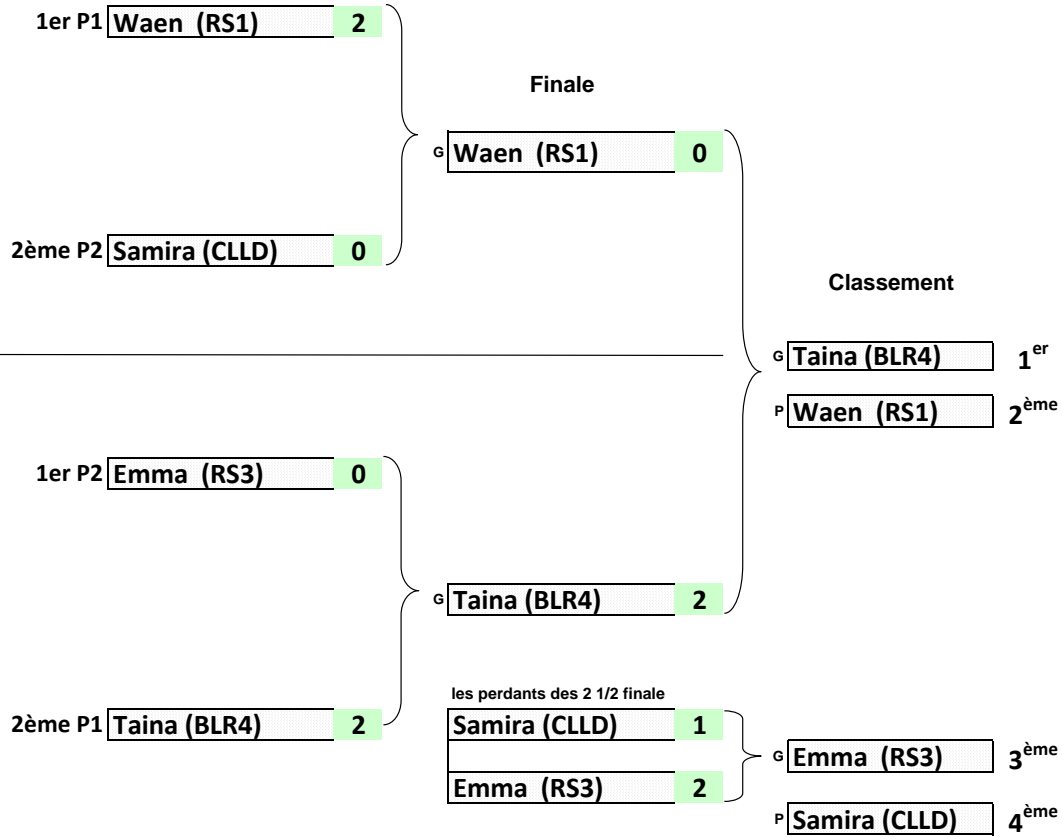 1er P1 Waen (RS1) 2
Finale
G Waen (RS1) 0
2ème P2 Samira (CLLD) 0
Classement
G Taina (BLR4) 1er
P Waen (RS1) 2ème
1er P2 Emma (RS3) 0
G Taina (BLR4) 2
les perdants des 2 1/2 finale
2ème P1 Taina (BLR4) 2
Samira (CLLD) 1
G Emma (RS3) 3ème
Emma (RS3) 2
P Samira (CLLD) 4ème